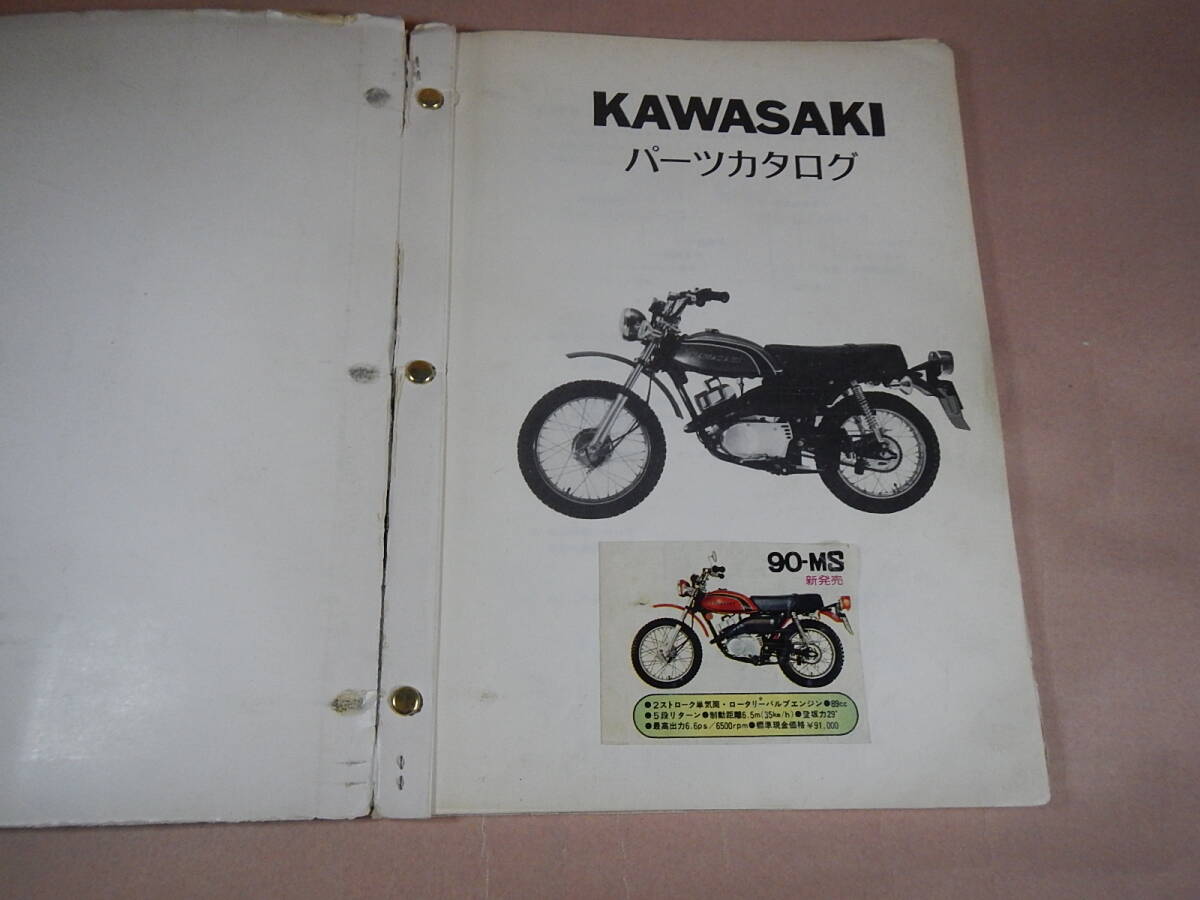 KAWASAKI
パーツカタログ
KAWASAKI
90-MS
新発売
●2ストローク単気筒・ロータリーバルブエンジン●89cc
●5段リターン●制動距離6.5m(35km/h)●登坂力29°
●最高出力6.6ps/6500rpm●標準現金価格¥91,000